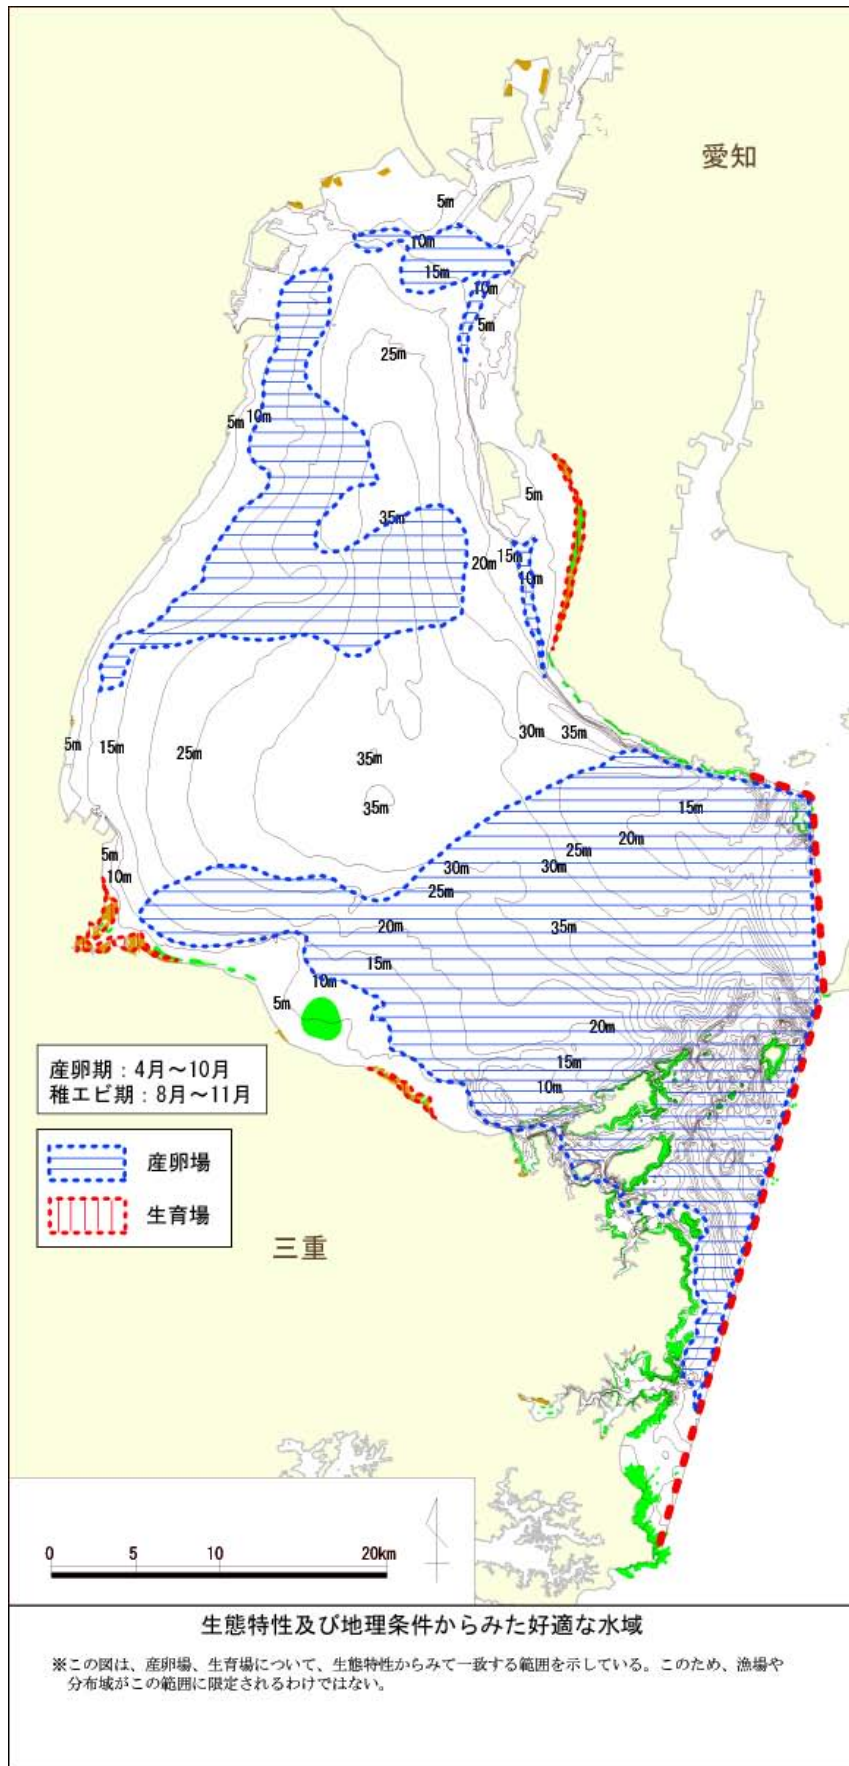 愛知
5m
10m
15m
10m
5m
25m
5m
10m
5m
35m
15m
20m
10m
30m
35m
5m
15m
25m
35m
35m
15m
20m
25m
5m
30m
30m
10m
25m
20m
35m
15m
10m
5m
20m
15m
10m
産卵期：4月～10月
稚エビ期：8月～11月
産卵場
生育場
三重
0 5 10 20km
生態特性及び地理条件からみた好適な水域
※この図は、産卵場、生育場について、生態特性からみて一致する範囲を示している。このため、漁場や
分布域がこの範囲に限定されるわけではない。